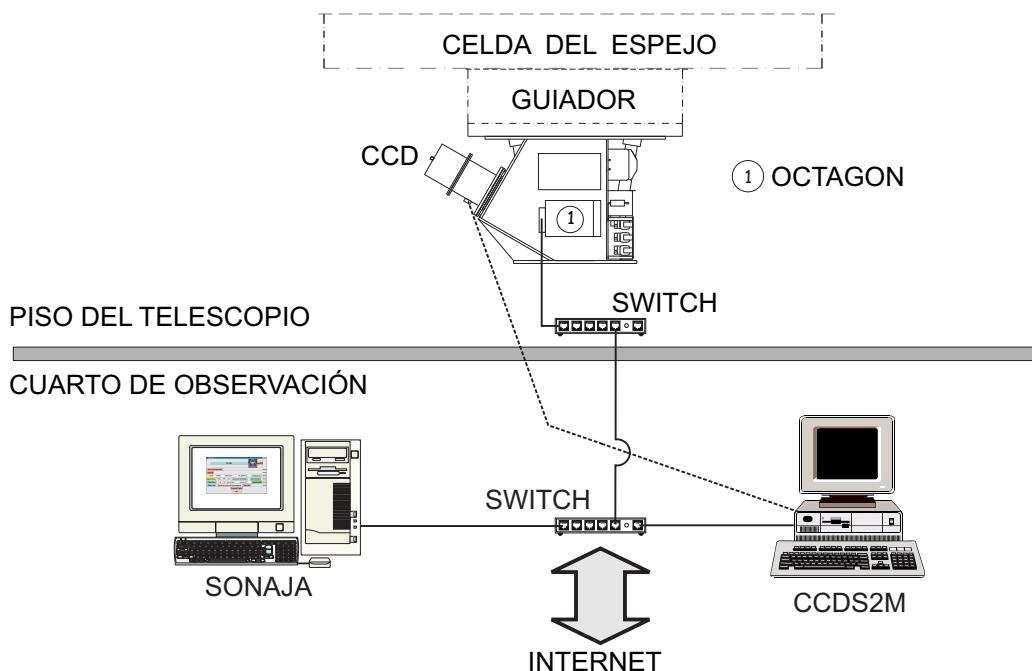 CELDA DEL ESPEJO
GUIADOR
CCD
1 OCTAGON
1
SWITCH
PISO DEL TELESCOPIO
CUARTO DE OBSERVACIÓN
SWITCH
SONAJA
CCDS2M
INTERNET